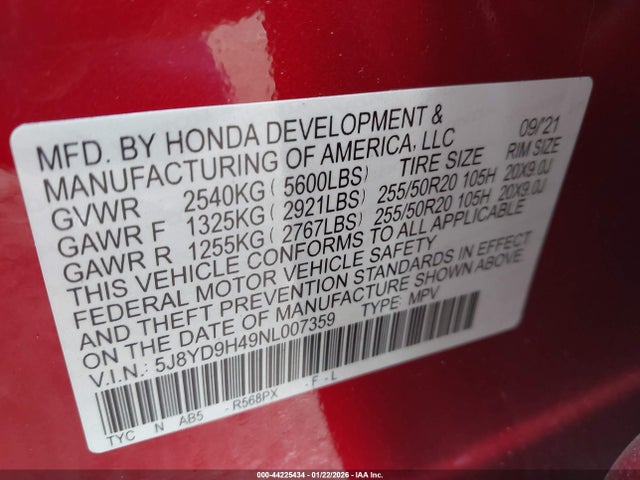 MFD. BY HONDA DEVELOPMENT & 09/'21
MANUFACTURING OF AMERICA, LLC
TIRE SIZE RIM SIZE
GVWR 2540KG ( 5600LBS)
GAWR F 1325KG ( 2921LBS) 255/50R20 105H 20X9.0J
GAWR R 1255KG ( 2767LBS) 255/50R20 105H 20X9.0J
THIS VEHICLE CONFORMS TO ALL APPLICABLE
FEDERAL MOTOR VEHICLE SAFETY
AND THEFT PREVENTION STANDARDS IN EFFECT
ON THE DATE OF MANUFACTURE SHOWN ABOVE.
V.I.N.: 5J8YD9H49NL007359 TYPE: MPV
TYC N AB5 - R568PX - F - L
000-44225434 - 01/22/2026 - IAA Inc.